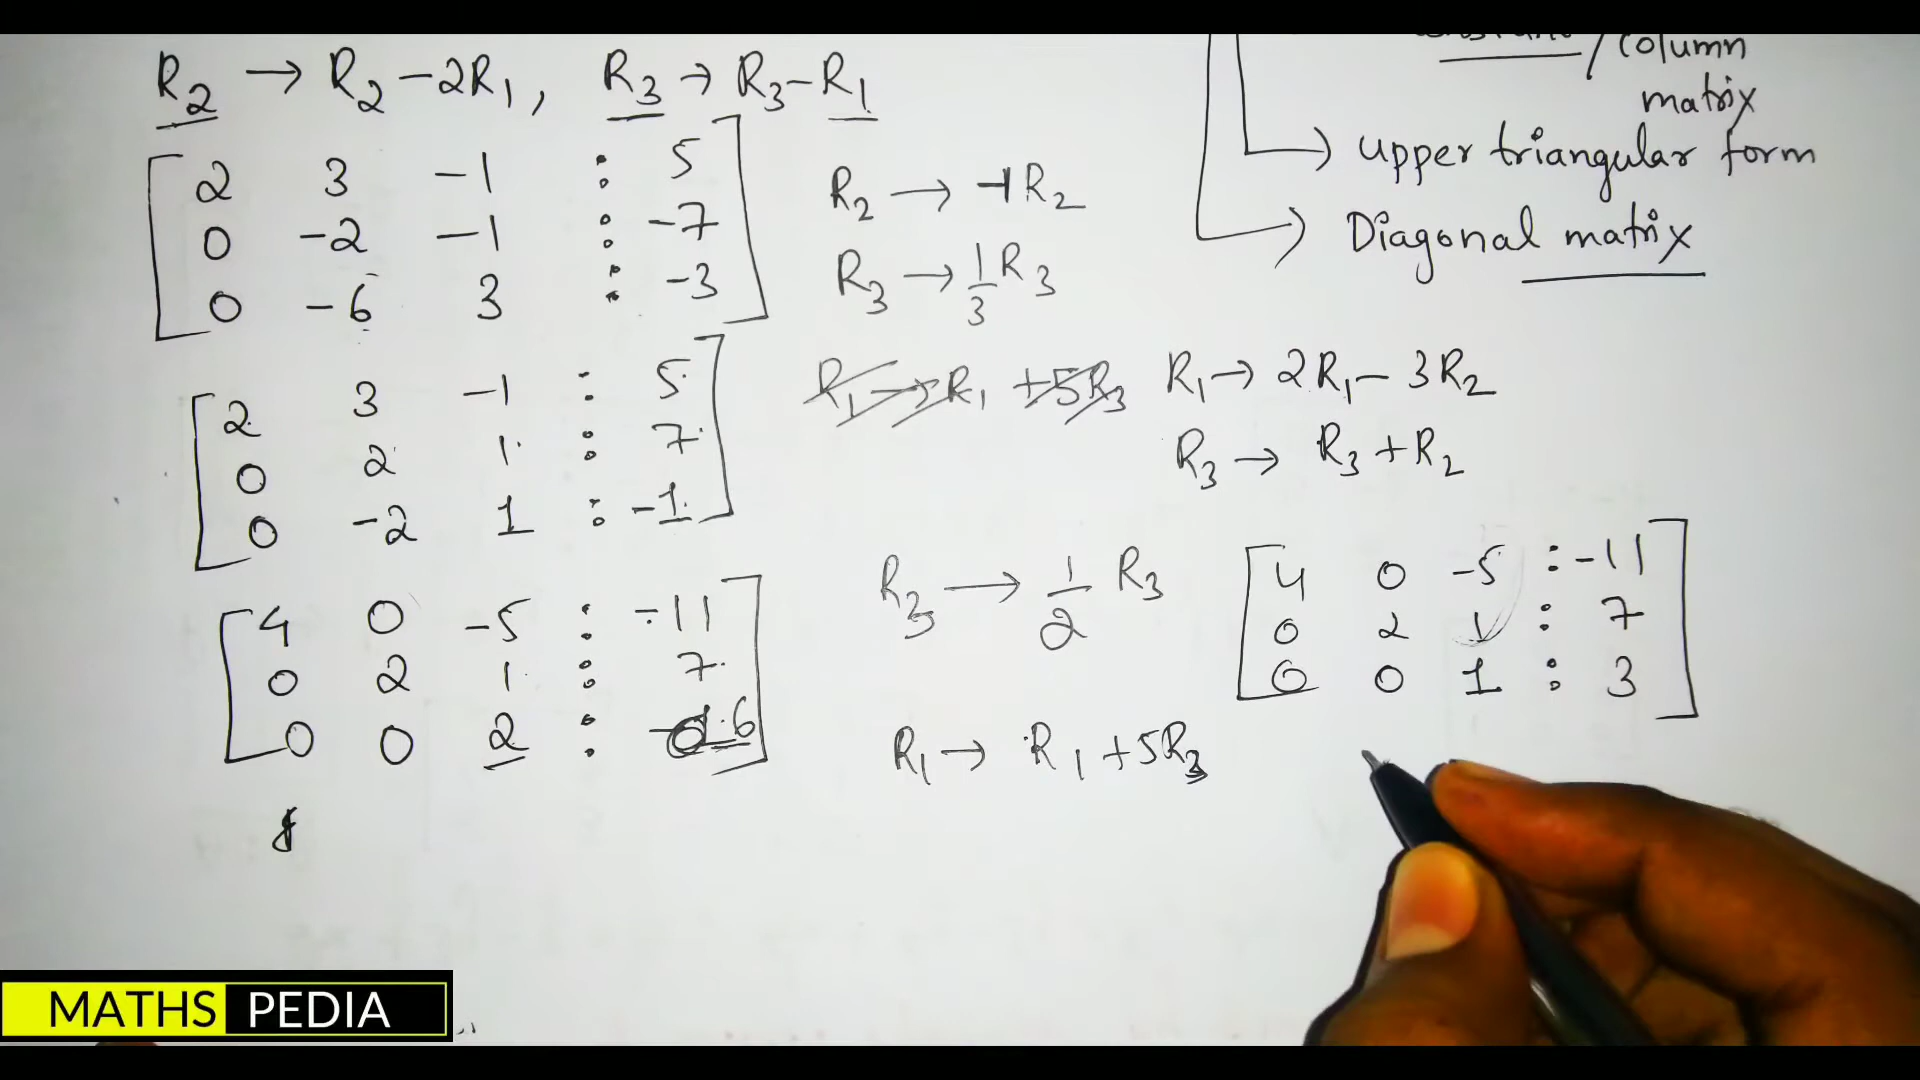 R2 → R2 - 2R1, R3 → R3 - R1
2 3 -1 : 5
0 -2 -1 : -7
0 -6 3 : -3
R2 → -1R2
R3 → 1/3 R3
2 3 -1 : 5
0 2 1 : 7
0 -2 1 : -1
R1 → R1 + 5R3
R1 → 2R1 - 3R2
R3 → R3 + R2
4 0 -5 : -11
0 2 1 : 7
0 0 2 : 6
R3 → 1/2 R3
4 0 -5 : -11
0 2 1 : 7
0 0 1 : 3
R1 → R1 + 5R3
/column
matrix
→ upper triangular form
→ Diagonal matrix
MATHS PEDIA